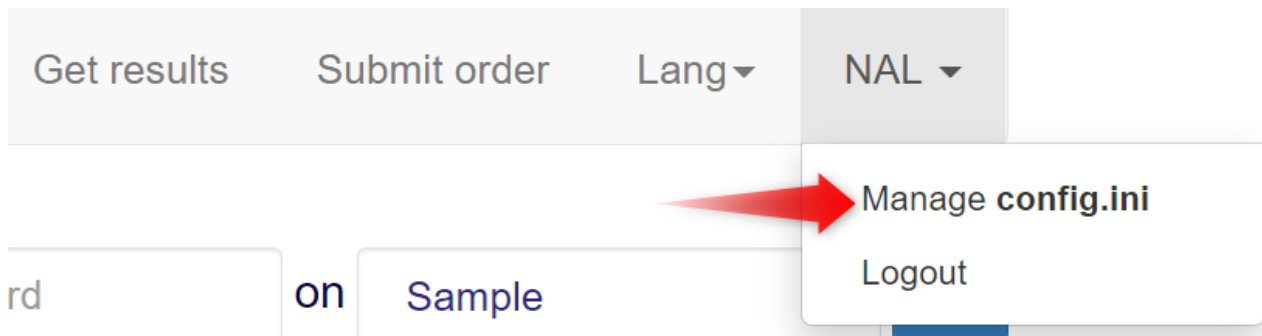 Get results Submit order Lang NAL
Manage config.ini
Logout
rd on Sample